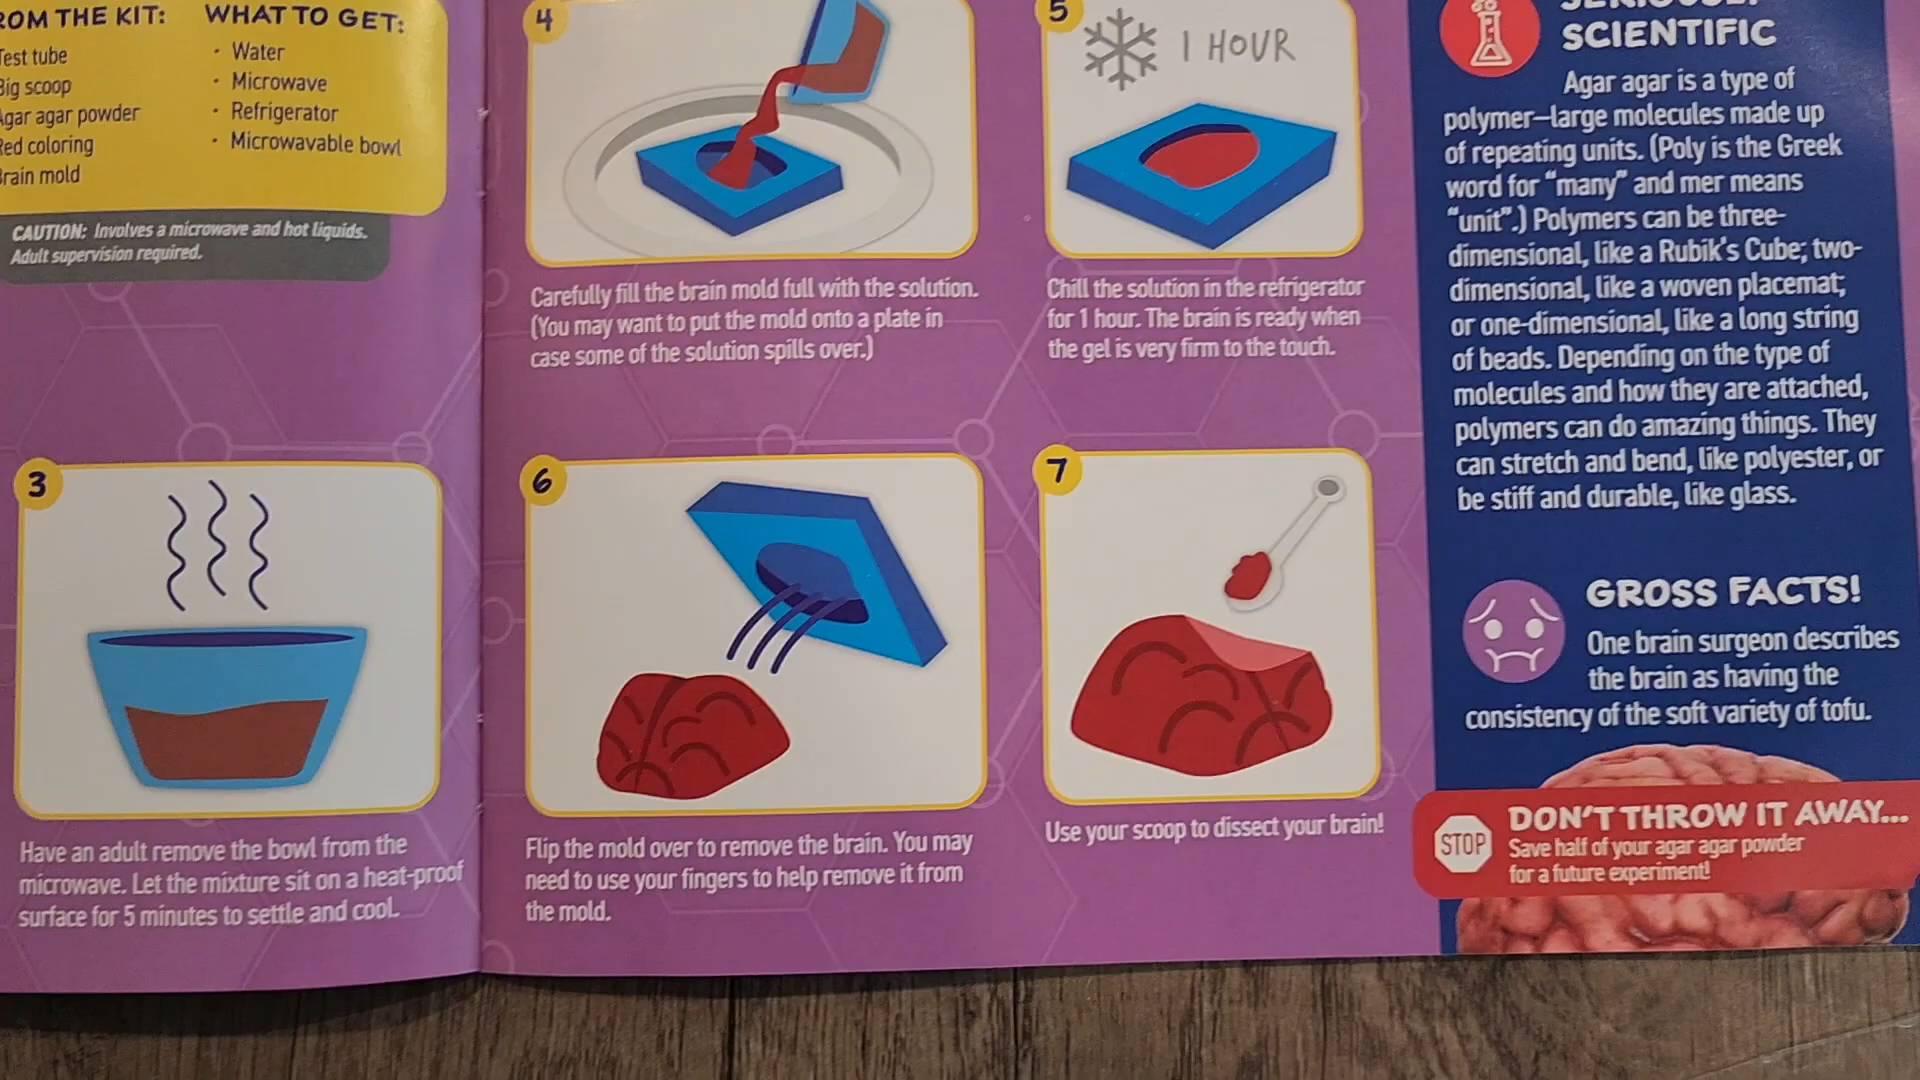 FROM THE KIT:
Test tube
Big scoop
Agar agar powder
Red coloring
Brain mold
WHAT TO GET:
· Water
· Microwave
· Refrigerator
· Microwavable bowl
CAUTION: Involves a microwave and hot liquids.
Adult supervision required.
3
Have an adult remove the bowl from the
microwave. Let the mixture sit on a heat-proof
surface for 5 minutes to settle and cool.
4
Carefully fill the brain mold full with the solution.
(You may want to put the mold onto a plate in
case some of the solution spills over.)
5
1 HOUR
Chill the solution in the refrigerator
for 1 hour. The brain is ready when
the gel is very firm to the touch.
6
Flip the mold over to remove the brain. You may
need to use your fingers to help remove it from
the mold.
7
Use your scoop to dissect your brain!
SCIENTIFIC
Agar agar is a type of
polymer—large molecules made up
of repeating units. (Poly is the Greek
word for “many” and mer means
“unit”.) Polymers can be three-
dimensional, like a Rubik's Cube; two-
dimensional, like a woven placemat;
or one-dimensional, like a long string
of beads. Depending on the type of
molecules and how they are attached,
polymers can do amazing things. They
can stretch and bend, like polyester, or
be stiff and durable, like glass.
GROSS FACTS!
One brain surgeon describes
the brain as having the
consistency of the soft variety of tofu.
STOP
DON'T THROW IT AWAY...
Save half of your agar agar powder
for a future experiment!